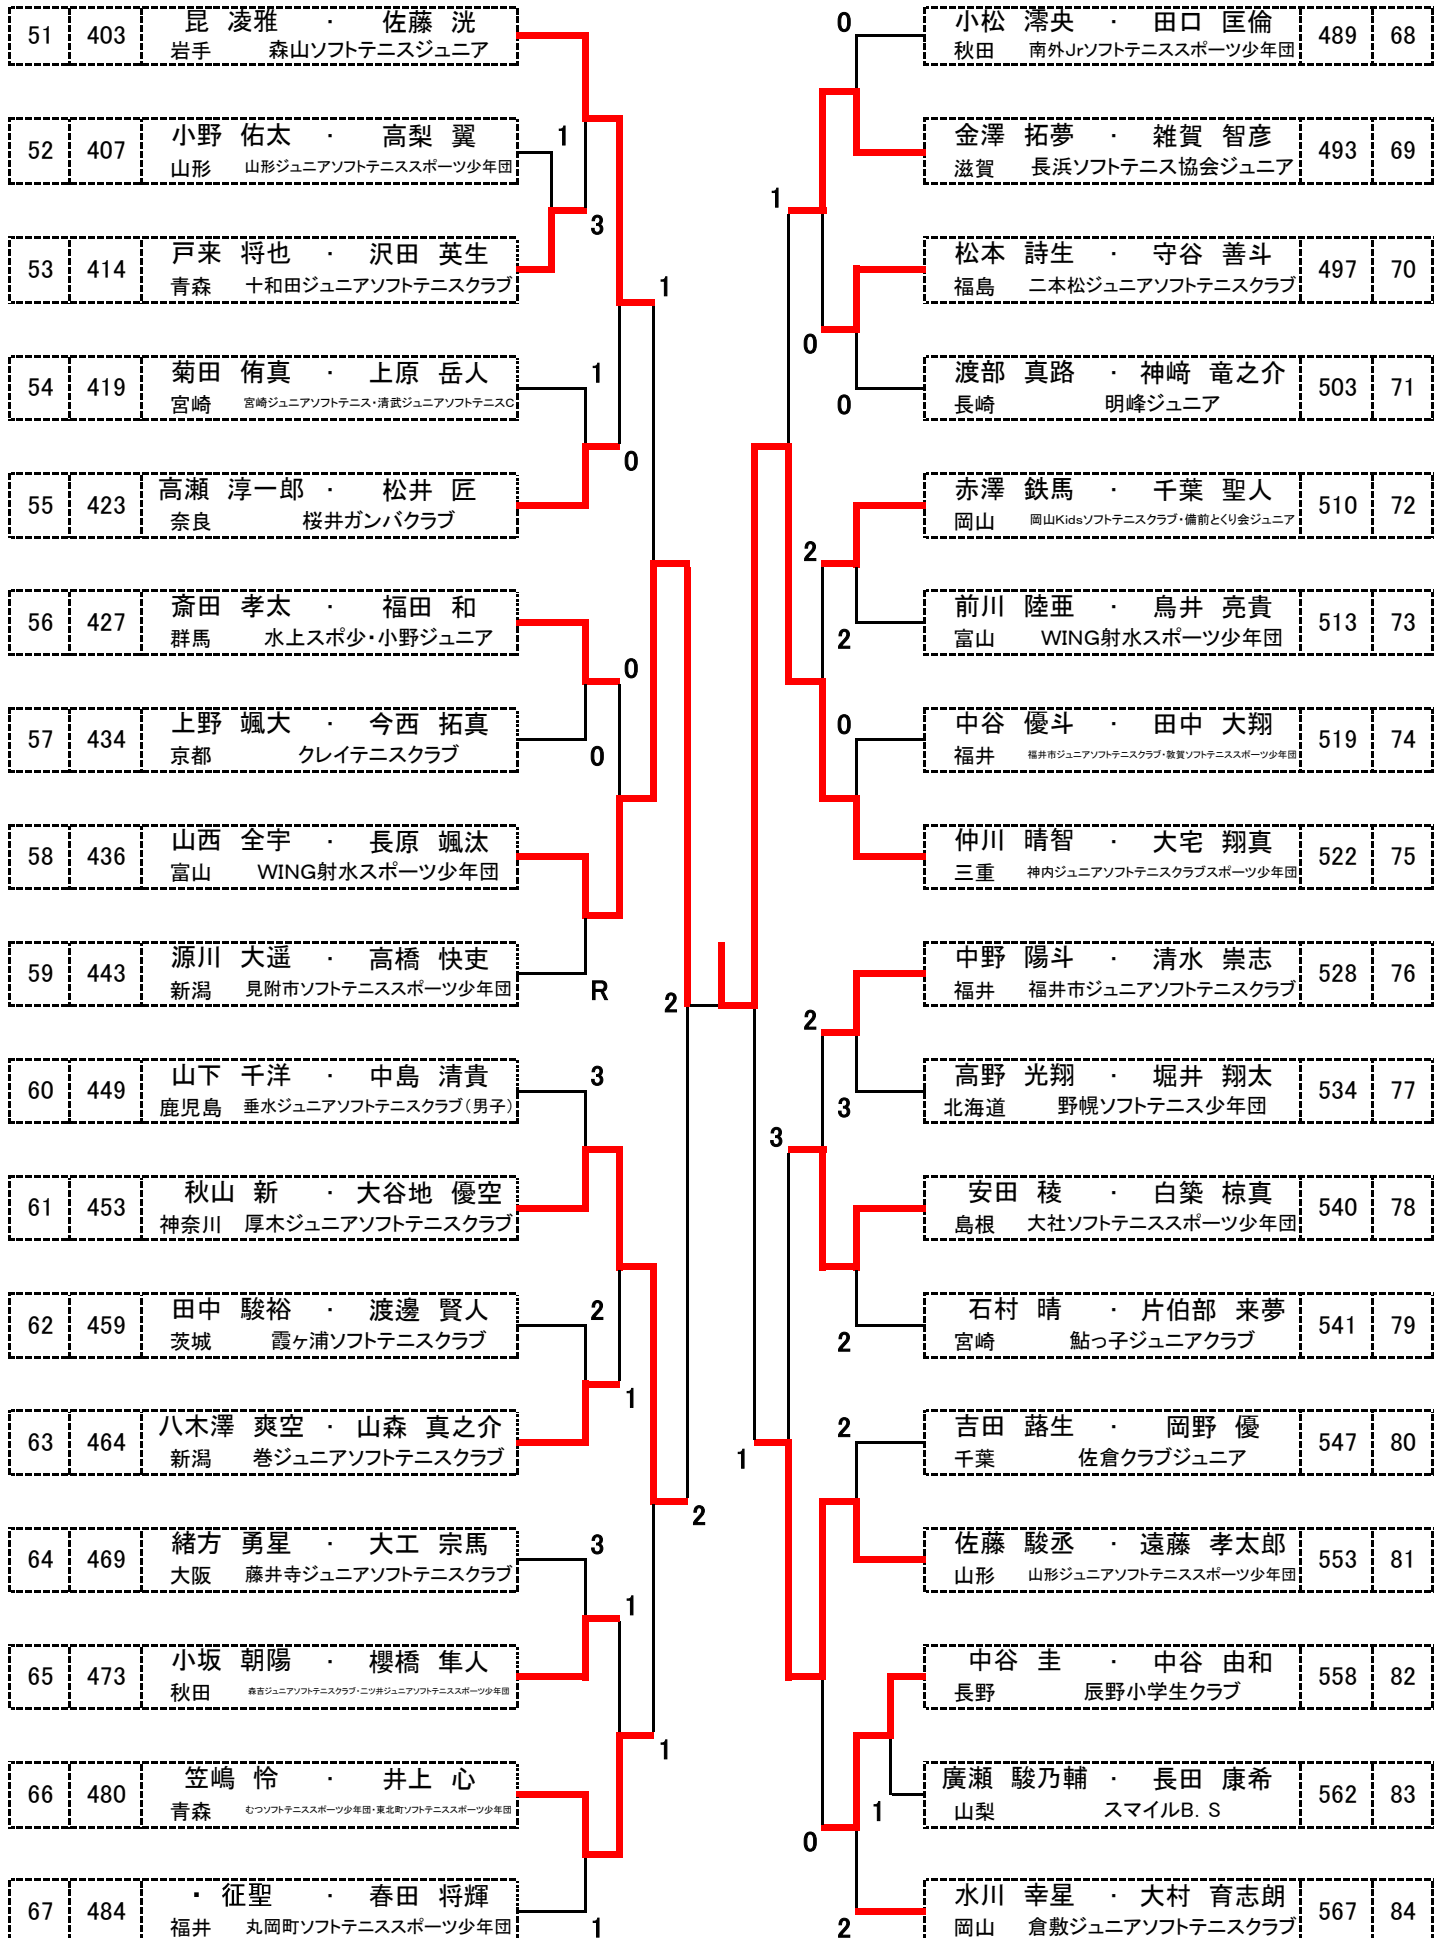 51 403 昆 凌雅 ・ 佐藤 洸
岩手 森山ソフトテニスジュニア
52 407 小野 佑太 ・ 高梨 翼
山形 山形ジュニアソフトテニススポーツ少年団
1
53 414 戸来 将也 ・ 沢田 英生
青森 十和田ジュニアソフトテニスクラブ
3
1
54 419 菊田 侑真 ・ 上原 岳人
宮崎 宮崎ジュニアソフトテニス・清武ジュニアソフトテニスC
1
0
55 423 高瀬 淳一郎 ・ 松井 匠
奈良 桜井ガンバクラブ
56 427 斎田 孝太 ・ 福田 和
群馬 水上スポ少・小野ジュニア
0
57 434 上野 颯大 ・ 今西 拓真
京都 クレイテニスクラブ
0
58 436 山西 全宇 ・ 長原 颯汰
富山 WING射水スポーツ少年団
59 443 源川 大遥 ・ 高橋 快吏
新潟 見附市ソフトテニススポーツ少年団
R
2
60 449 山下 千洋 ・ 中島 清貴
鹿児島 垂水ジュニアソフトテニスクラブ(男子)
3
61 453 秋山 新 ・ 大谷地 優空
神奈川 厚木ジュニアソフトテニスクラブ
62 459 田中 駿裕 ・ 渡邊 賢人
茨城 霞ヶ浦ソフトテニスクラブ
2
1
63 464 八木澤 爽空 ・ 山森 真之介
新潟 巻ジュニアソフトテニスクラブ
2
64 469 緒方 勇星 ・ 大工 宗馬
大阪 藤井寺ジュニアソフトテニスクラブ
3
1
65 473 小坂 朝陽 ・ 櫻橋 隼人
秋田 森吉ジュニアソフトテニスクラブ・二ツ井ジュニアソフトテニススポーツ少年団
1
66 480 笠嶋 怜 ・ 井上 心
青森 むつソフトテニススポーツ少年団・東北町ソフトテニススポーツ少年団
67 484 ・ 征聖 ・ 春田 将輝
福井 丸岡町ソフトテニススポーツ少年団
1
0
小松 澪央 ・ 田口 匡倫 489 68
秋田 南外Jrソフトテニススポーツ少年団
金澤 拓夢 ・ 雑賀 智彦 493 69
滋賀 長浜ソフトテニス協会ジュニア
1
松本 詩生 ・ 守谷 善斗 497 70
福島 二本松ジュニアソフトテニスクラブ
0
渡部 真路 ・ 神﨑 竜之介 503 71
長崎 明峰ジュニア
0
赤澤 鉄馬 ・ 千葉 聖人 510 72
岡山 岡山Kidsソフトテニスクラブ・備前とくり会ジュニア
2
前川 陸亜 ・ 鳥井 亮貴 513 73
富山 WING射水スポーツ少年団
2
0
中谷 優斗 ・ 田中 大翔 519 74
福井 福井市ジュニアソフトテニスクラブ・敦賀ソフトテニススポーツ少年団
仲川 晴智 ・ 大宅 翔真 522 75
三重 神内ジュニアソフトテニスクラブスポーツ少年団
中野 陽斗 ・ 清水 崇志 528 76
福井 福井市ジュニアソフトテニスクラブ
2
高野 光翔 ・ 堀井 翔太 534 77
北海道 野幌ソフトテニス少年団
3
3
安田 稜 ・ 白築 椋真 540 78
島根 大社ソフトテニススポーツ少年団
石村 晴 ・ 片伯部 来夢 541 79
宮崎 鮎っ子ジュニアクラブ
2
2
吉田 蕗生 ・ 岡野 優 547 80
千葉 佐倉クラブジュニア
1
佐藤 駿丞 ・ 遠藤 孝太郎 553 81
山形 山形ジュニアソフトテニススポーツ少年団
中谷 圭 ・ 中谷 由和 558 82
長野 辰野小学生クラブ
廣瀬 駿乃輔 ・ 長田 康希 562 83
山梨 スマイルB.S
1
0
水川 幸星 ・ 大村 育志朗 567 84
岡山 倉敷ジュニアソフトテニスクラブ
2